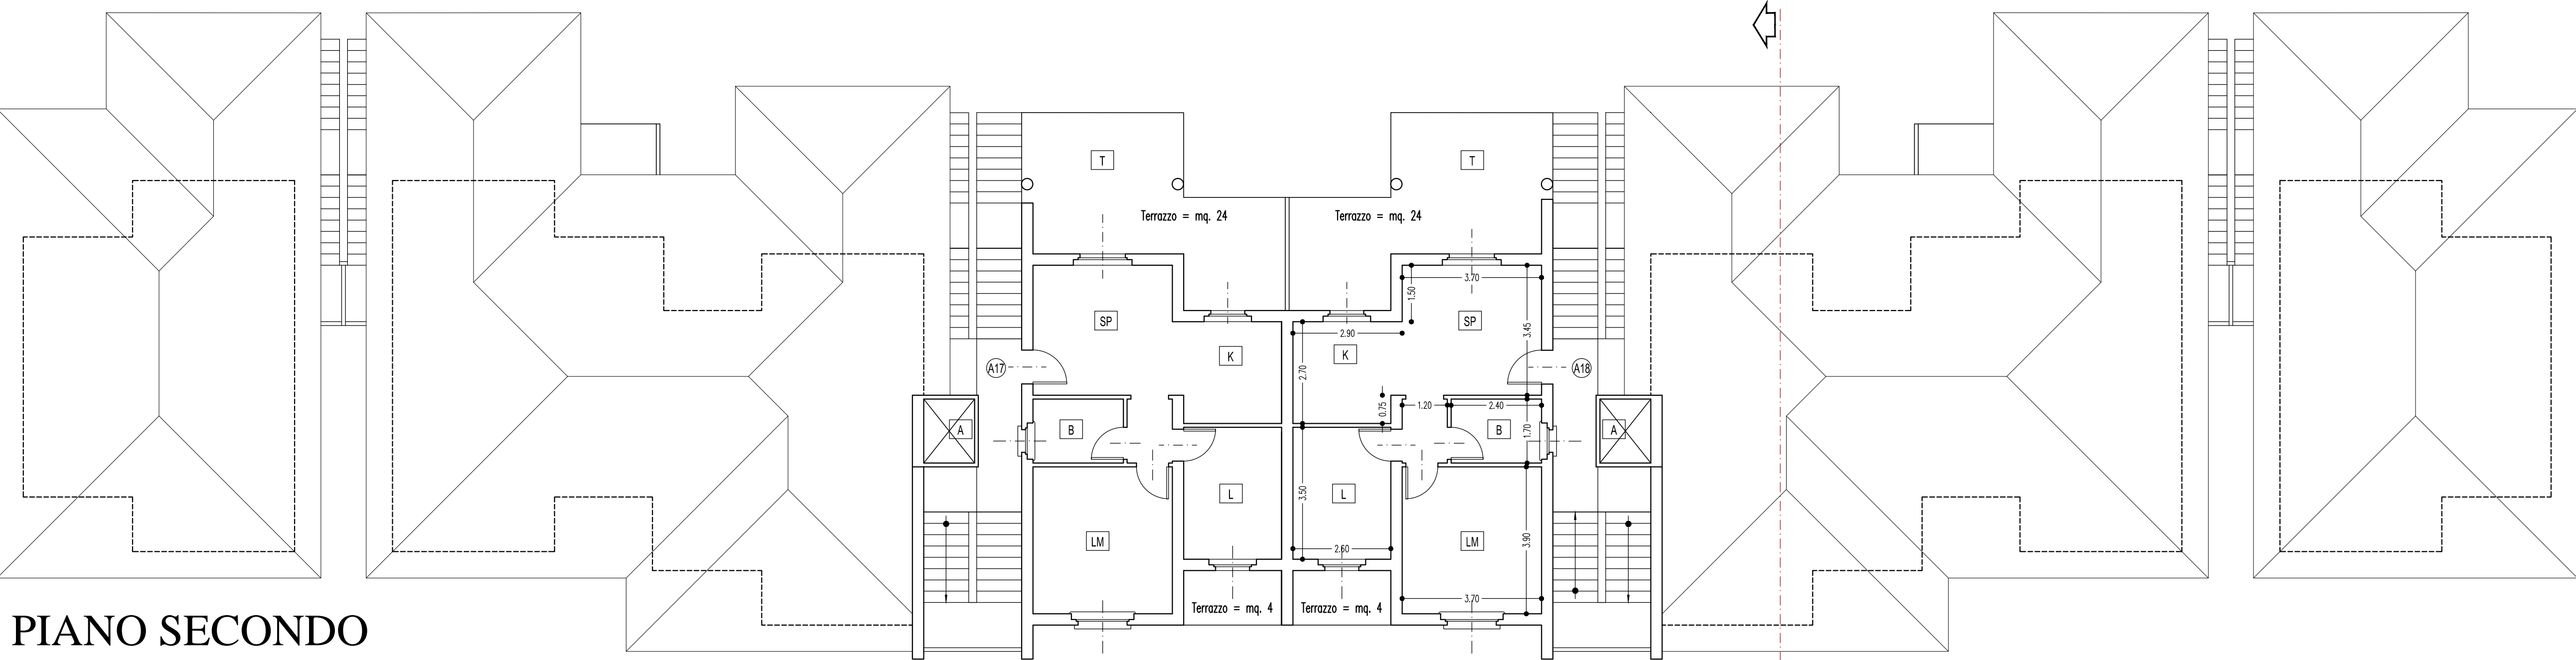 T
T
Terrazzo = mq. 24
Terrazzo = mq. 24
3.70
1.50
SP
SP
3.45
2.90
K
K
A17
A18
2.70
0.75
1.20
2.40
A
B
B
1.70
A
L
3.50
L
LM
LM
3.90
2.60
3.70
Terrazzo = mq. 4
Terrazzo = mq. 4
PIANO SECONDO